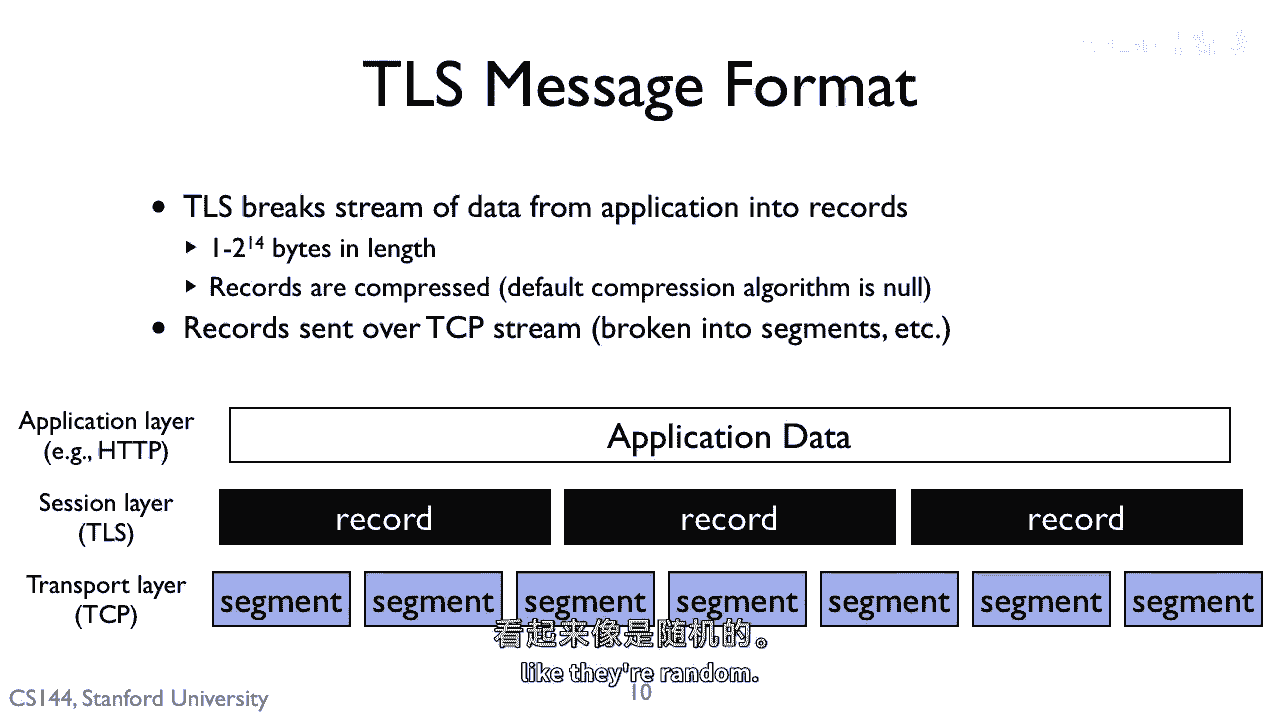 TLS Message Format
• TLS breaks stream of data from application into records
▸ 1-2¹⁴ bytes in length
▸ Records are compressed (default compression algorithm is null)
• Records sent over TCP stream (broken into segments, etc.)
Application layer
(e.g., HTTP)
Application Data
Session layer
(TLS)
record record record
Transport layer
(TCP)
segment segment segment segment segment segment segment
看起来像是随机的。
like they're random.
CS144, Stanford University
10